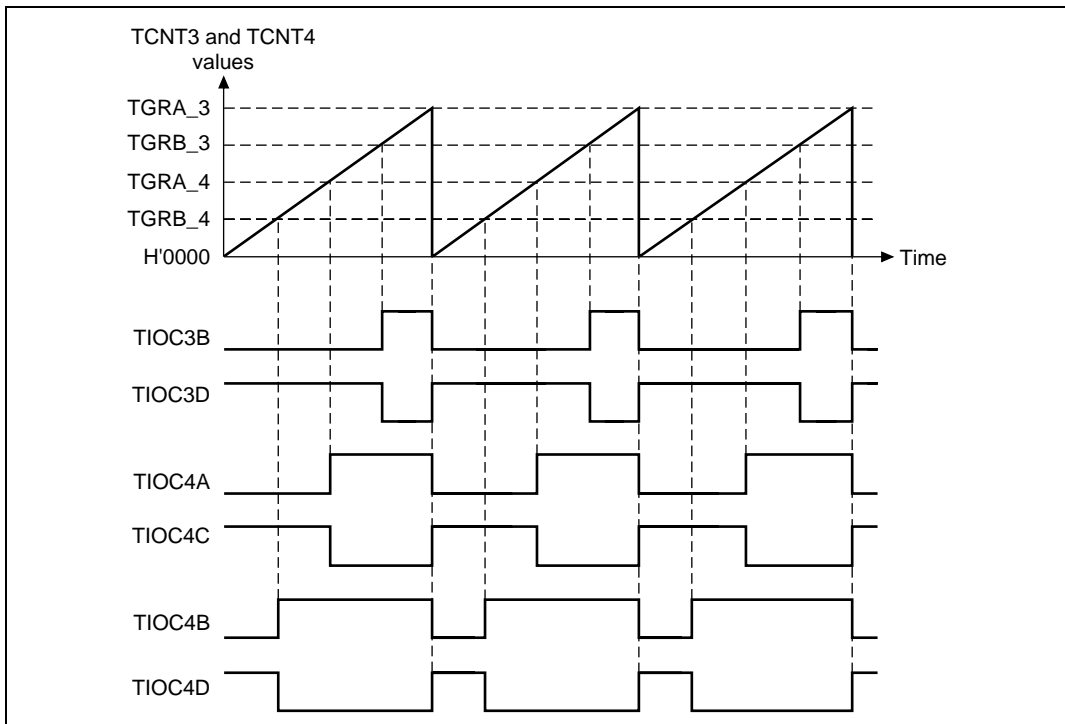 TCNT3 and TCNT4
values
TGRA_3
TGRB_3
TGRA_4
TGRB_4
H'0000
Time
TIOC3B
TIOC3D
TIOC4A
TIOC4C
TIOC4B
TIOC4D